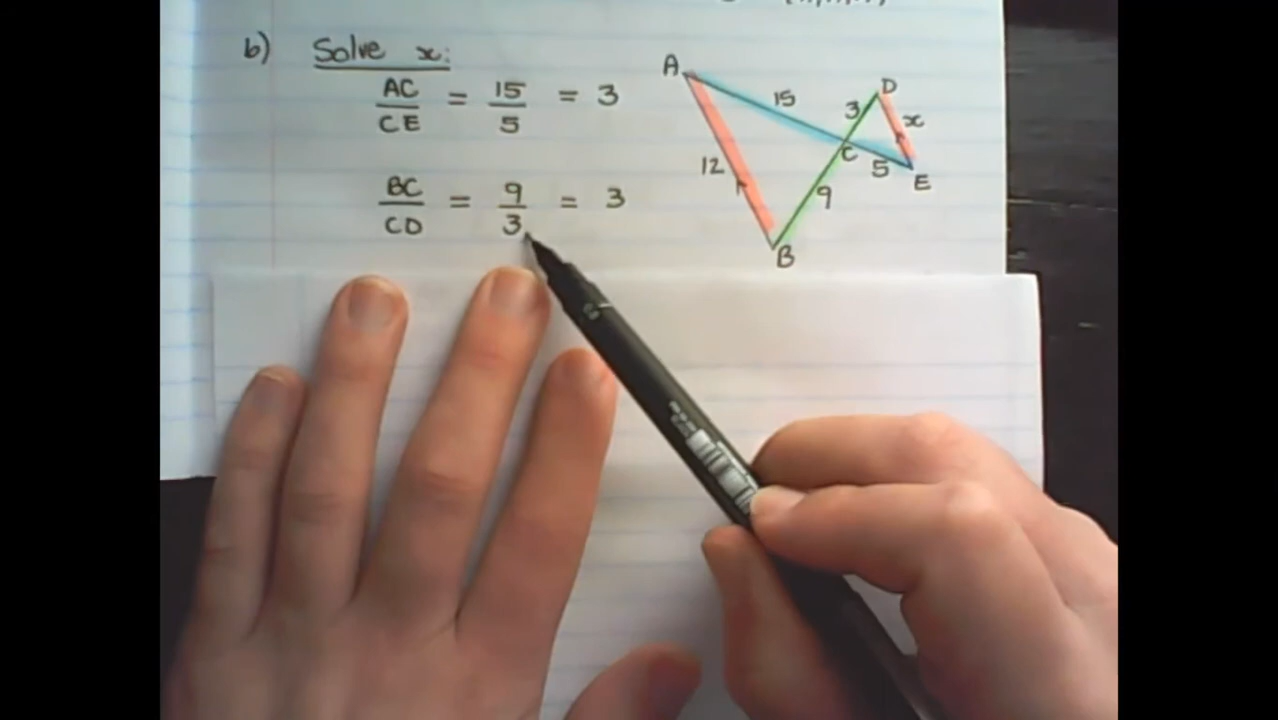 b) Solve x:
AC/CE = 15/5 = 3
BC/CD = 9/3 = 3
A
15
D
3
x
C
12
5
E
9
B